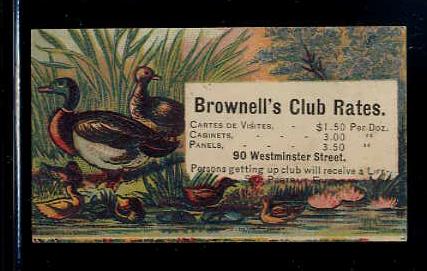 Brownell's Club Rates.
CARTES DE VISITES, - - $1.50 PER DOZ.
CABINETS, - - - - 3.00 "
PANELS, - - - - 3.50 "
90 Westminster Street.
Persons getting up club will receive a